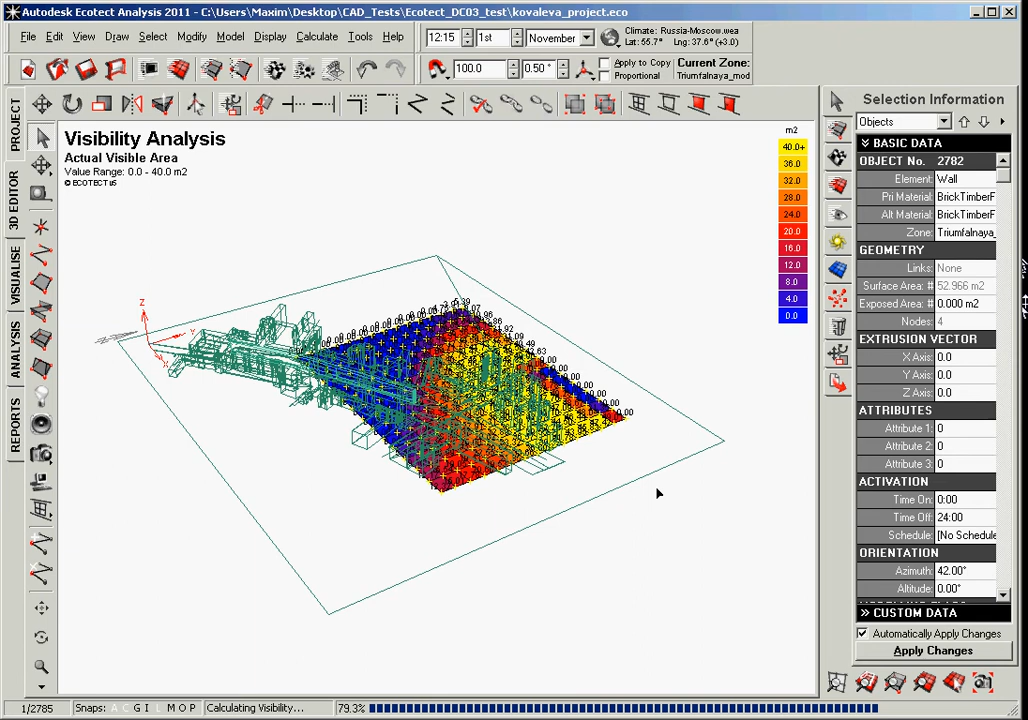 Autodesk Ecotect Analysis 2011 - C:\Users\Maxim\Desktop\CAD_Tests\Ecotect_DC03_test\kovaleva_project.eco
File Edit View Draw Select Modify Model Display Calculate Tools Help
12:15 1st November
Climate: Russia-Moscow.wea
Lat: 55.7° Lng: 37.6° (+3.0)
100.0 0.50 °
Apply to Copy
Proportional
Current Zone:
Triumfalnaya_mod
PROJECT
3D EDITOR
VISUALISE
ANALYSIS
REPORTS
Visibility Analysis
Actual Visible Area
Value Range: 0.0 - 40.0 m2
© ECOTECT v5
m2
40.0+
36.0
32.0
28.0
24.0
20.0
16.0
12.0
8.0
4.0
0.0
Z
Y
X
Selection Information
Objects
BASIC DATA
OBJECT No. 2782
Element: Wall
Pri Material: BrickTimberF
Alt Material: BrickTimberF
Zone: Triumfalnaya_
GEOMETRY
Links: None
Surface Area: # 52.966 m2
Exposed Area: # 0.000 m2
Nodes: 4
EXTRUSION VECTOR
X Axis: 0.0
Y Axis: 0.0
Z Axis: 0.0
ATTRIBUTES
Attribute 1: 0
Attribute 2: 0
Attribute 3: 0
ACTIVATION
Time On: 0:00
Time Off: 24:00
Schedule: [No Schedule
ORIENTATION
Azimuth: 42.00°
Altitude: 0.00°
CUSTOM DATA
Automatically Apply Changes
Apply Changes
1/2785 Snaps: A C G I L M O P Calculating Visibility... 79.3%